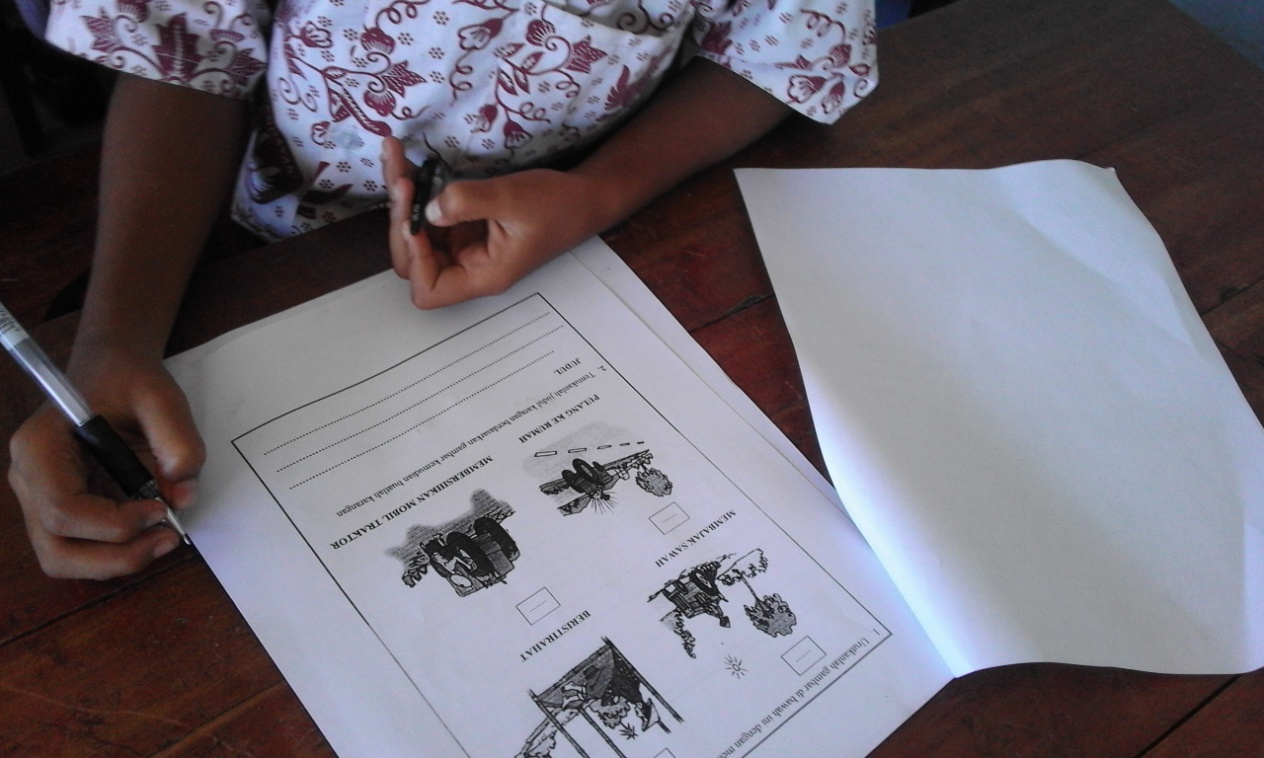 1. Urutkanlah gambar di bawah ini dengan
BERISTIRAHAT
MEMBAJAK SAWAH
MEMBERSIHKAN MOBIL TRAKTOR
PULANG KE RUMAH
2. Tentukanlah judul karangan berdasarkan gambar kemudian buatlah karangan
JUDUL